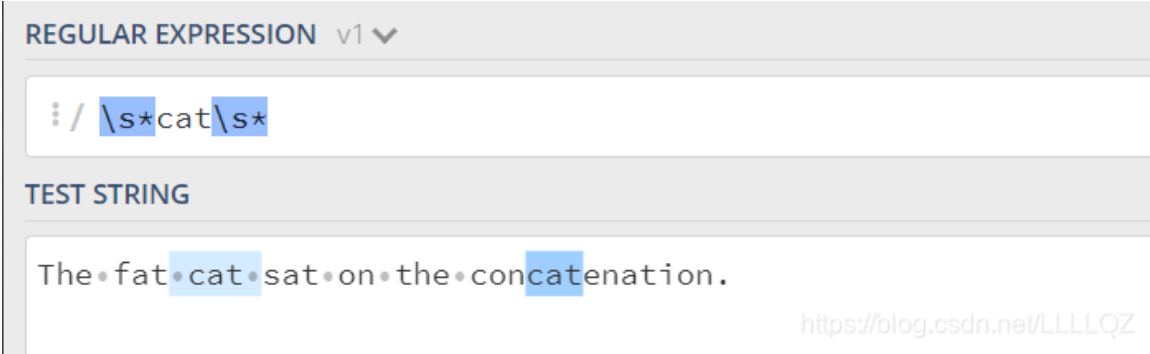 REGULAR EXPRESSION v1
/ \s*cat\s*
TEST STRING
The•fat•cat•sat•on•the•concatenation.
https://blog.csdn.net/LLLLQZ